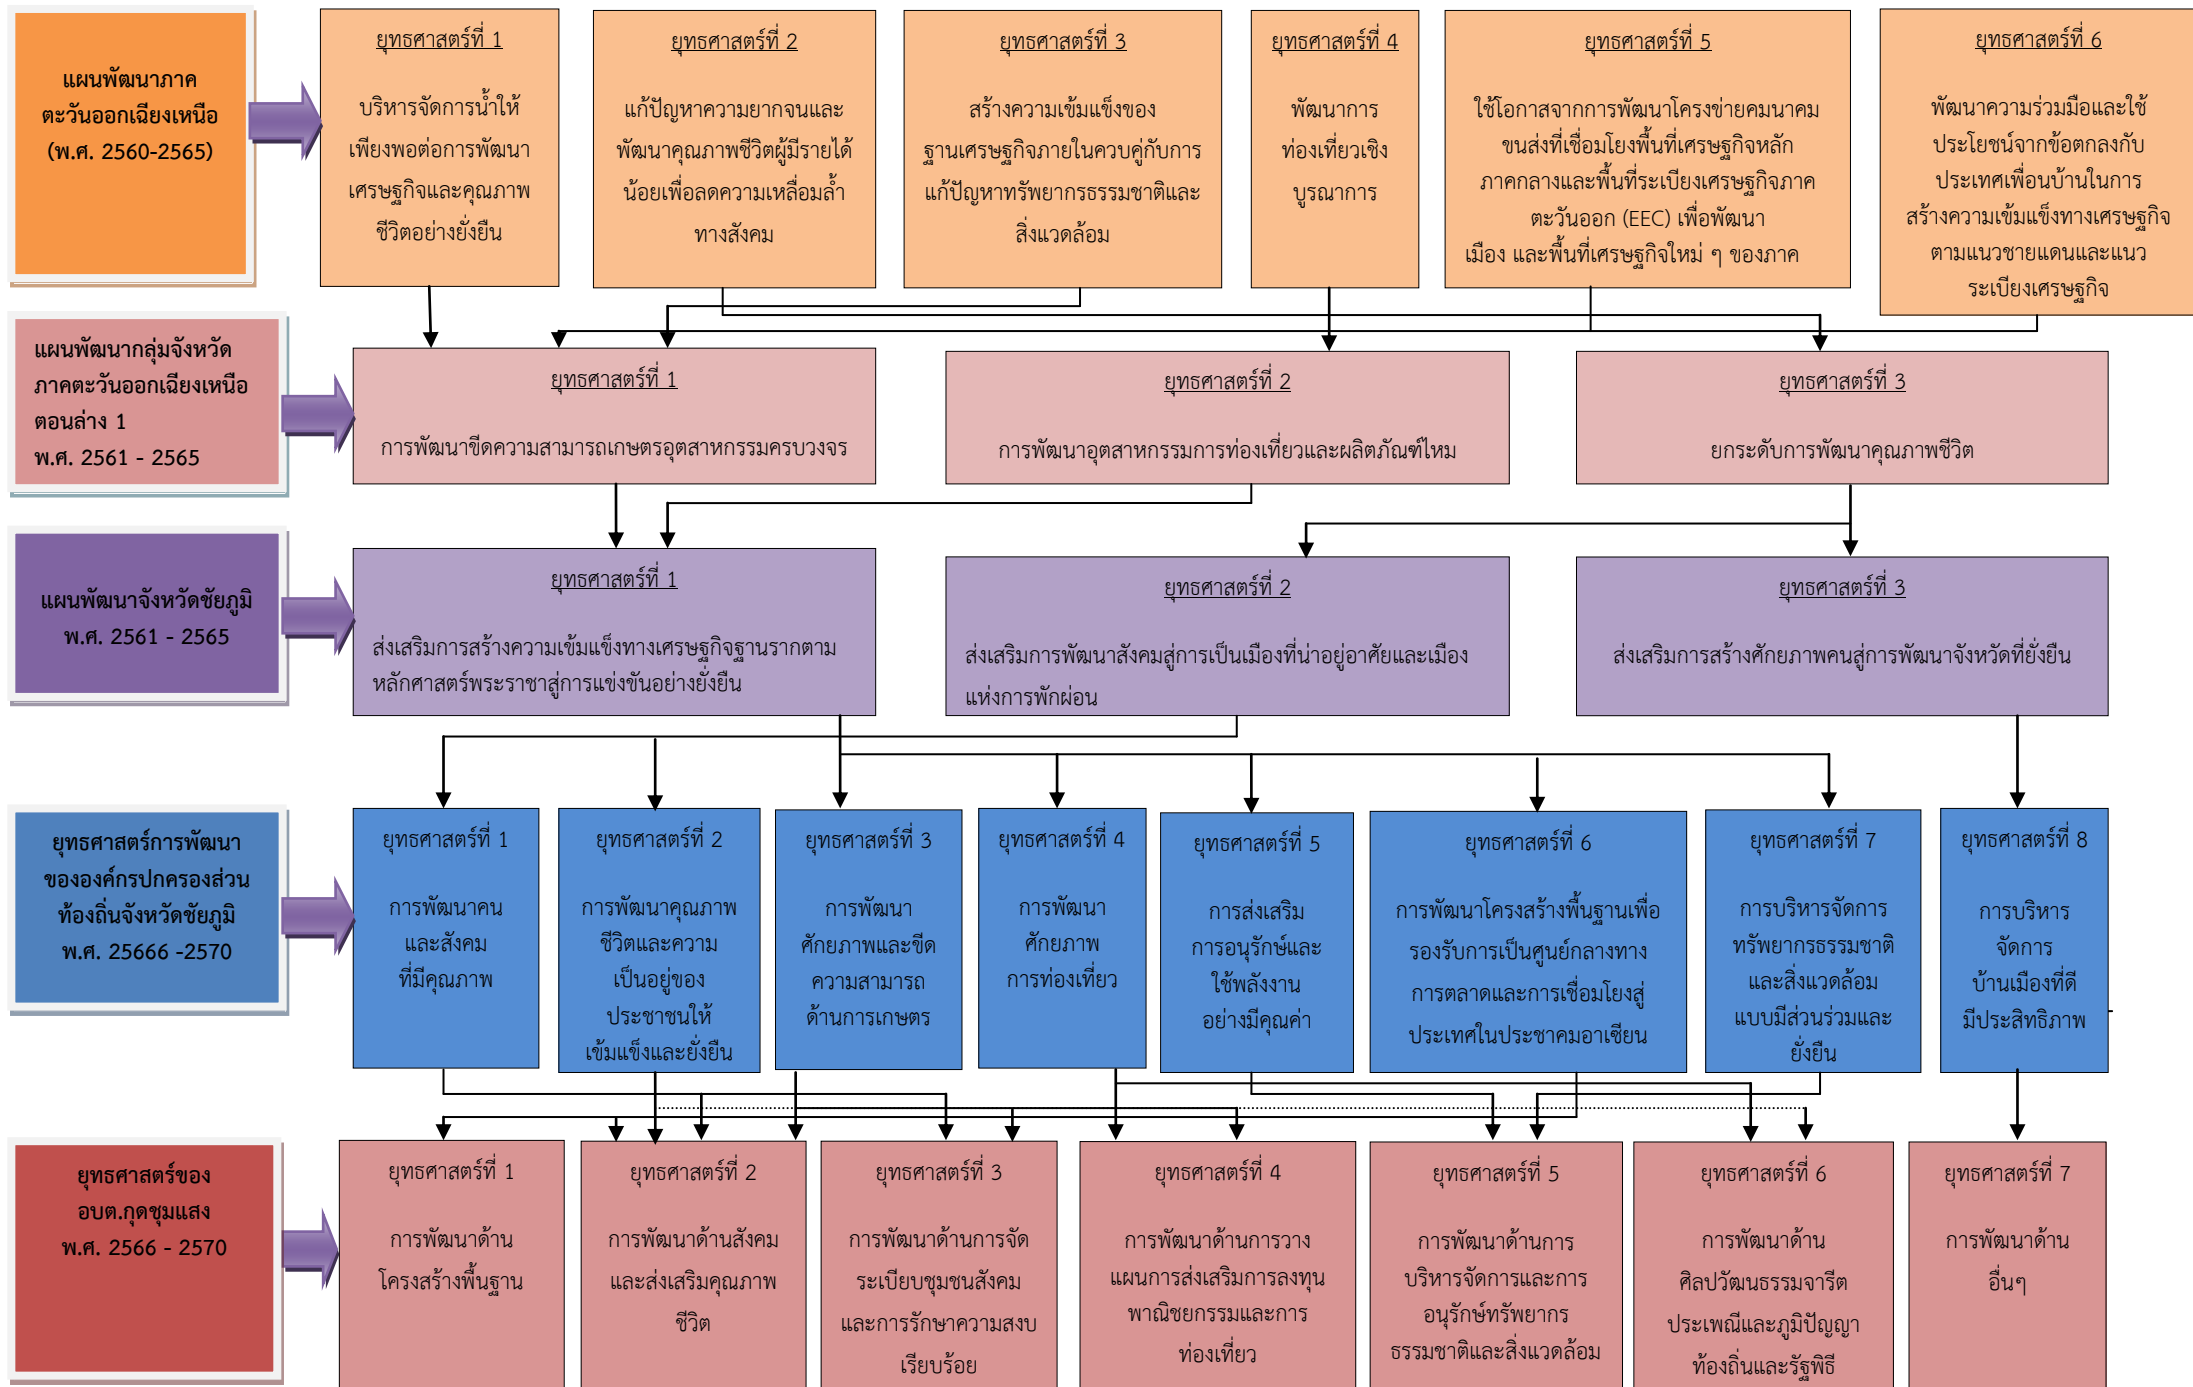 แผนพัฒนาภาค
ตะวันออกเฉียงเหนือ
(พ.ศ. 2560-2565)
ยุทธศาสตร์ที่ 1
บริหารจัดการน้ำให้
เพียงพอต่อการพัฒนา
เศรษฐกิจและคุณภาพ
ชีวิตอย่างยั่งยืน
ยุทธศาสตร์ที่ 2
แก้ปัญหาความยากจนและ
พัฒนาคุณภาพชีวิตผู้มีรายได้
น้อยเพื่อลดความเหลื่อมล้ำ
ทางสังคม
ยุทธศาสตร์ที่ 3
สร้างความเข้มแข็งของ
ฐานเศรษฐกิจภายในควบคู่กับการ
แก้ปัญหาทรัพยากรธรรมชาติและ
สิ่งแวดล้อม
ยุทธศาสตร์ที่ 4
พัฒนาการ
ท่องเที่ยวเชิง
บูรณาการ
ยุทธศาสตร์ที่ 5
ใช้โอกาสจากการพัฒนาโครงข่ายคมนาคม
ขนส่งที่เชื่อมโยงพื้นที่เศรษฐกิจหลัก
ภาคกลางและพื้นที่ระเบียงเศรษฐกิจภาค
ตะวันออก (EEC) เพื่อพัฒนา
เมือง และพื้นที่เศรษฐกิจใหม่ ๆ ของภาค
ยุทธศาสตร์ที่ 6
พัฒนาความร่วมมือและใช้
ประโยชน์จากข้อตกลงกับ
ประเทศเพื่อนบ้านในการ
สร้างความเข้มแข็งทางเศรษฐกิจ
ตามแนวชายแดนและแนว
ระเบียงเศรษฐกิจ
แผนพัฒนากลุ่มจังหวัด
ภาคตะวันออกเฉียงเหนือ
ตอนล่าง 1
พ.ศ. 2561 - 2565
ยุทธศาสตร์ที่ 1
การพัฒนาขีดความสามารถเกษตรอุตสาหกรรมครบวงจร
ยุทธศาสตร์ที่ 2
การพัฒนาอุตสาหกรรมการท่องเที่ยวและผลิตภัณฑ์ไหม
ยุทธศาสตร์ที่ 3
ยกระดับการพัฒนาคุณภาพชีวิต
แผนพัฒนาจังหวัดชัยภูมิ
พ.ศ. 2561 - 2565
ยุทธศาสตร์ที่ 1
ส่งเสริมการสร้างความเข้มแข็งทางเศรษฐกิจฐานรากตาม
หลักศาสตร์พระราชาสู่การแข่งขันอย่างยั่งยืน
ยุทธศาสตร์ที่ 2
ส่งเสริมการพัฒนาสังคมสู่การเป็นเมืองที่น่าอยู่อาศัยและเมือง
แห่งการพักผ่อน
ยุทธศาสตร์ที่ 3
ส่งเสริมการสร้างศักยภาพคนสู่การพัฒนาจังหวัดที่ยั่งยืน
ยุทธศาสตร์การพัฒนา
ขององค์กรปกครองส่วน
ท้องถิ่นจังหวัดชัยภูมิ
พ.ศ. 25666 -2570
ยุทธศาสตร์ที่ 1
การพัฒนาคน
และสังคม
ที่มีคุณภาพ
ยุทธศาสตร์ที่ 2
การพัฒนาคุณภาพ
ชีวิตและความ
เป็นอยู่ของ
ประชาชนให้
เข้มแข็งและยั่งยืน
ยุทธศาสตร์ที่ 3
การพัฒนา
ศักยภาพและขีด
ความสามารถ
ด้านการเกษตร
ยุทธศาสตร์ที่ 4
การพัฒนา
ศักยภาพ
การท่องเที่ยว
ยุทธศาสตร์ที่ 5
การส่งเสริม
การอนุรักษ์และ
ใช้พลังงาน
อย่างมีคุณค่า
ยุทธศาสตร์ที่ 6
การพัฒนาโครงสร้างพื้นฐานเพื่อ
รองรับการเป็นศูนย์กลางทาง
การตลาดและการเชื่อมโยงสู่
ประเทศในประชาคมอาเซียน
ยุทธศาสตร์ที่ 7
การบริหารจัดการ
ทรัพยากรธรรมชาติ
และสิ่งแวดล้อม
แบบมีส่วนร่วมและ
ยั่งยืน
ยุทธศาสตร์ที่ 8
การบริหาร
จัดการ
บ้านเมืองที่ดี
มีประสิทธิภาพ
ยุทธศาสตร์ของ
อบต.กุดชุมแสง
พ.ศ. 2566 - 2570
ยุทธศาสตร์ที่ 1
การพัฒนาด้าน
โครงสร้างพื้นฐาน
ยุทธศาสตร์ที่ 2
การพัฒนาด้านสังคม
และส่งเสริมคุณภาพ
ชีวิต
ยุทธศาสตร์ที่ 3
การพัฒนาด้านการจัด
ระเบียบชุมชนสังคม
และการรักษาความสงบ
เรียบร้อย
ยุทธศาสตร์ที่ 4
การพัฒนาด้านการวาง
แผนการส่งเสริมการลงทุน
พาณิชยกรรมและการ
ท่องเที่ยว
ยุทธศาสตร์ที่ 5
การพัฒนาด้านการ
บริหารจัดการและการ
อนุรักษ์ทรัพยากร
ธรรมชาติและสิ่งแวดล้อม
ยุทธศาสตร์ที่ 6
การพัฒนาด้าน
ศิลปวัฒนธรรมจารีต
ประเพณีและภูมิปัญญา
ท้องถิ่นและรัฐพิธี
ยุทธศาสตร์ที่ 7
การพัฒนาด้าน
อื่นๆ